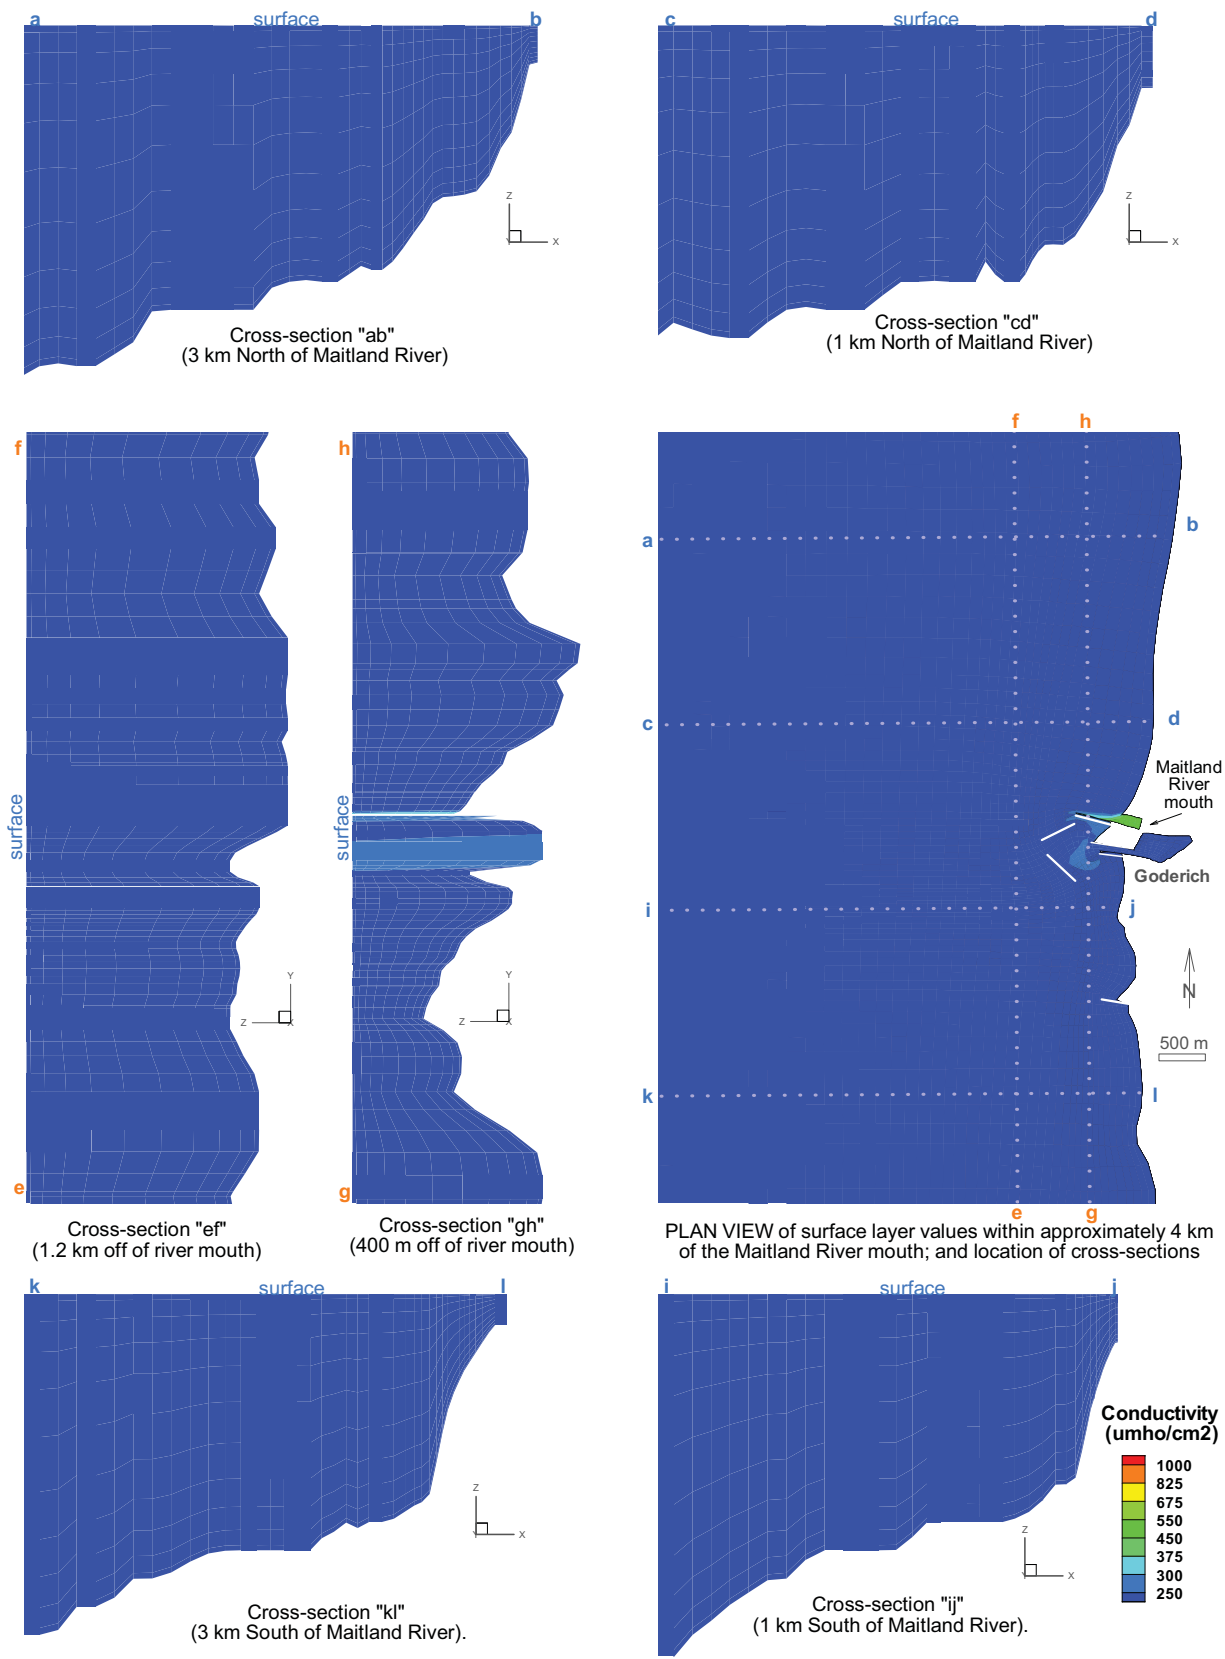 a surface b
c surface d
Z
X
Z
X
Cross-section "ab"
(3 km North of Maitland River)
Cross-section "cd"
(1 km North of Maitland River)
f
h
f h
a
b
c
d
Maitland
River
mouth
Goderich
surface
surface
i
j
N
500 m
Y
Z
X
Y
Z
X
k
l
e
g
e g
Cross-section "ef"
(1.2 km off of river mouth)
Cross-section "gh"
(400 m off of river mouth)
PLAN VIEW of surface layer values within approximately 4 km
of the Maitland River mouth; and location of cross-sections
k surface l
i surface j
Z
Y
X
Z
X
Cross-section "kl"
(3 km South of Maitland River).
Cross-section "ij"
(1 km South of Maitland River).
Conductivity
(umho/cm2)
1000
825
675
550
450
375
300
250